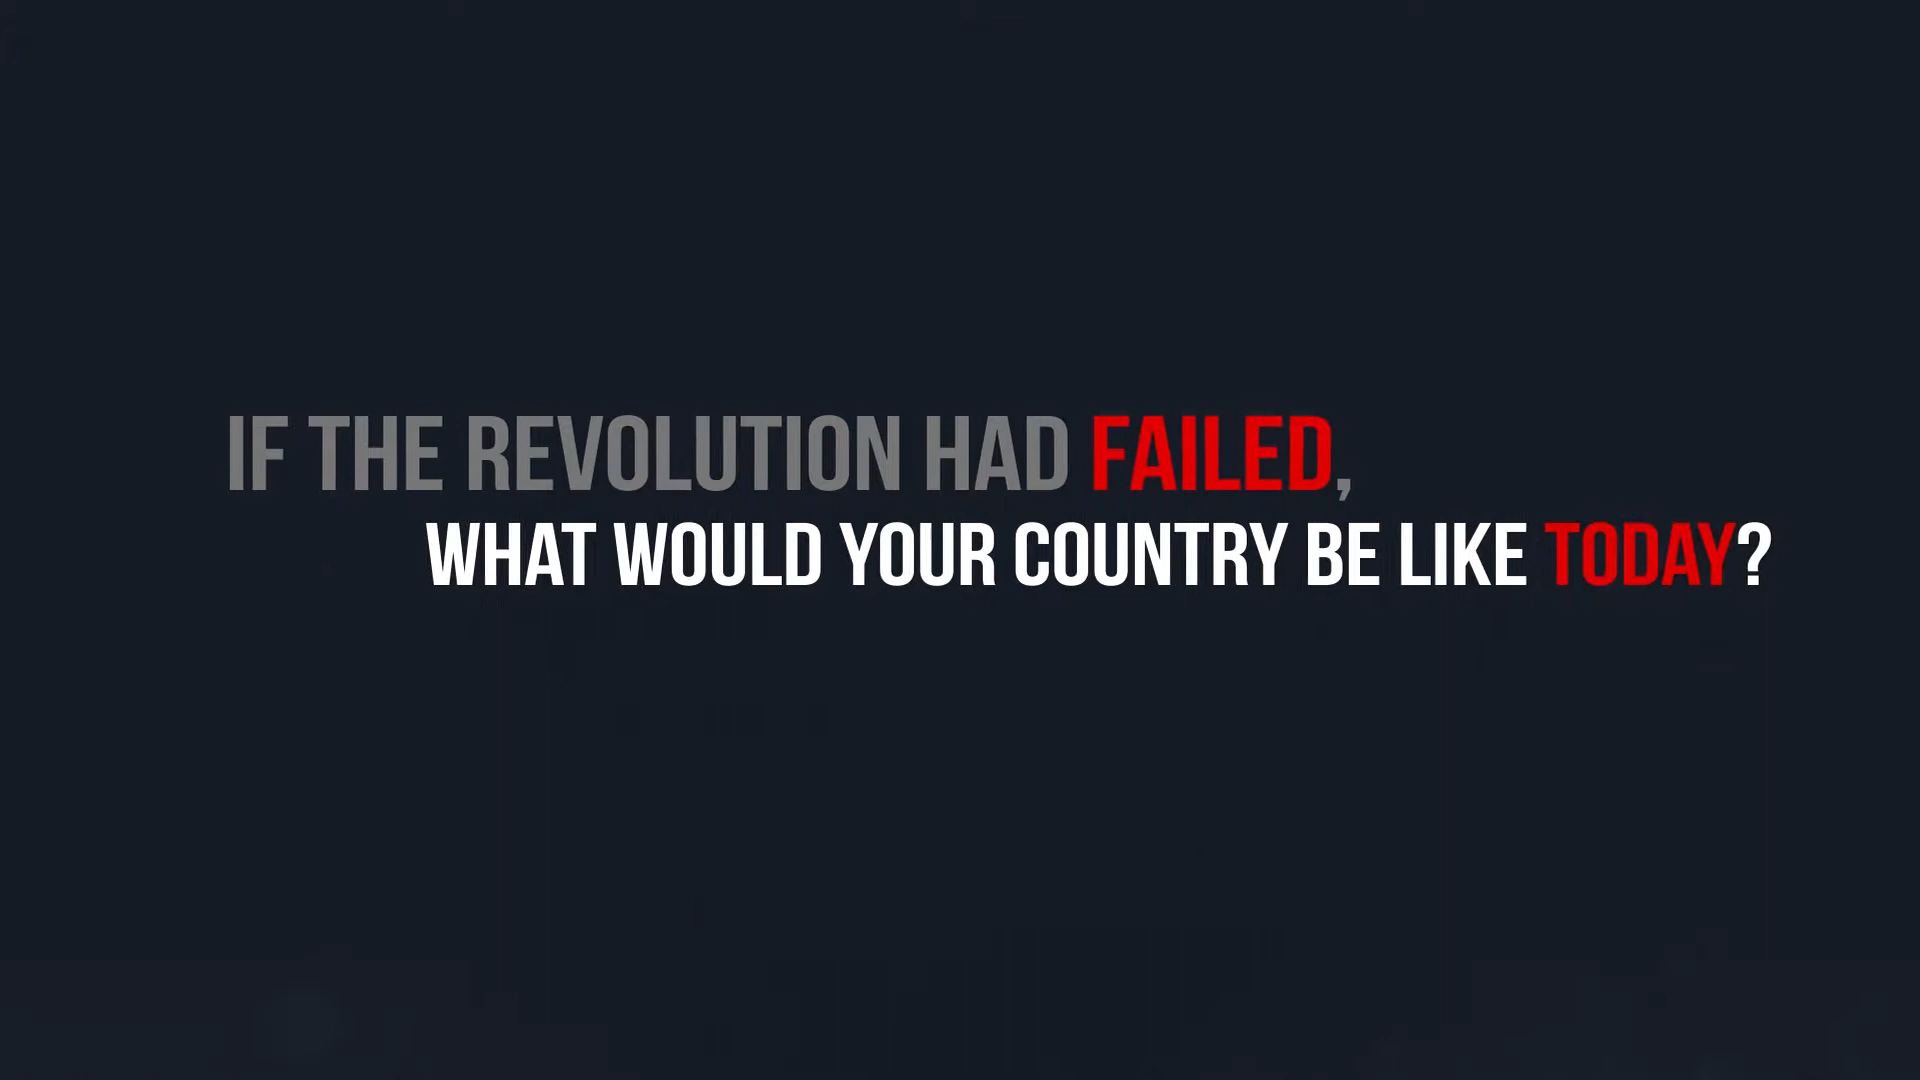 IF THE REVOLUTION HAD FAILED,
WHAT WOULD YOUR COUNTRY BE LIKE TODAY?